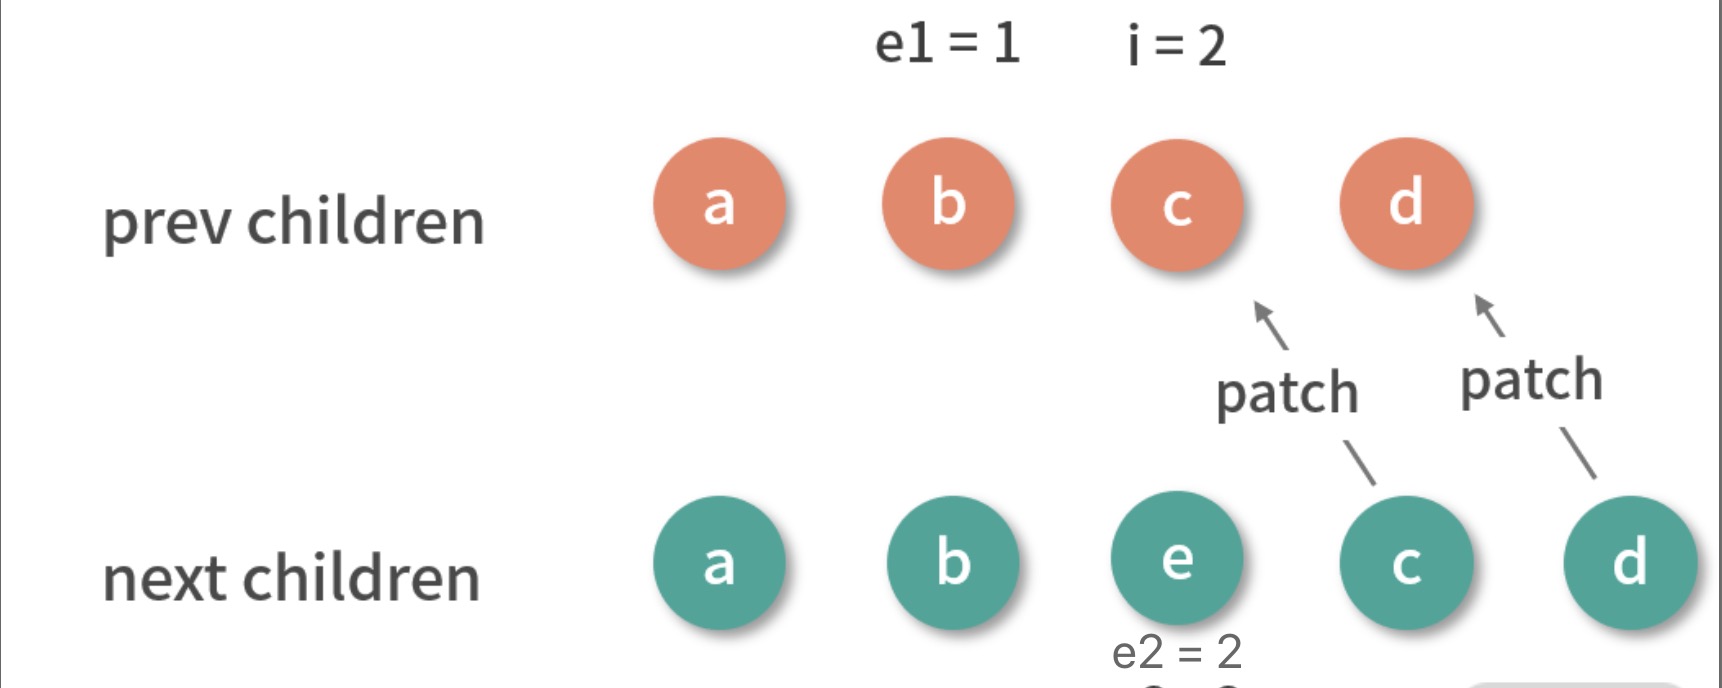 e1 = 1 i = 2
prev children a b c d
patch patch
next children a b e c d
e2 = 2